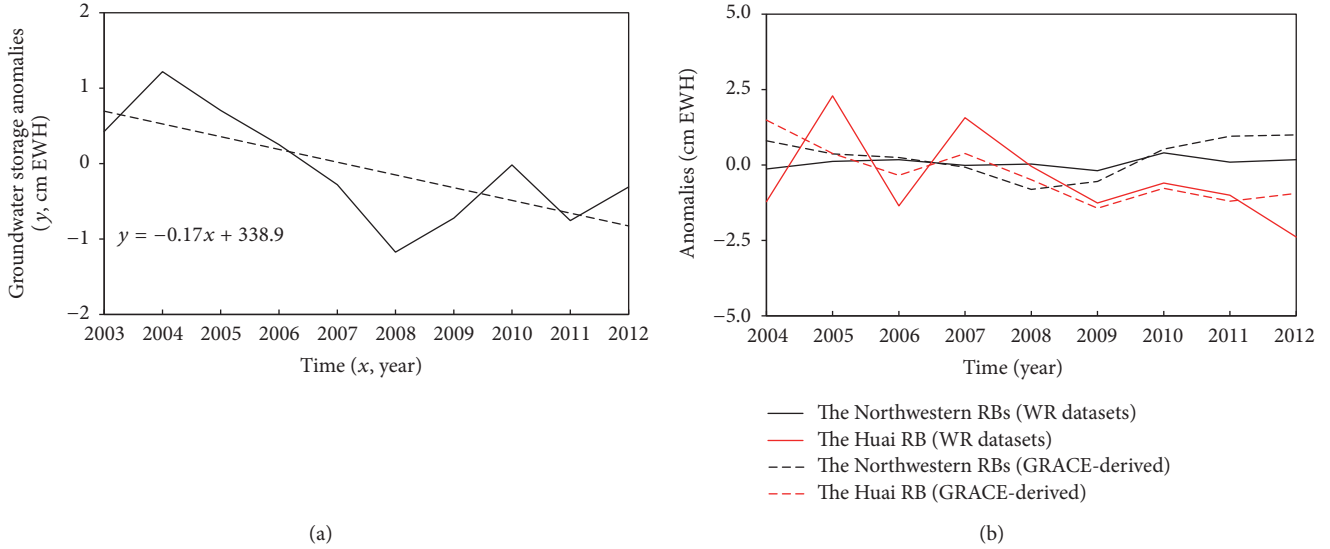 Groundwater storage anomalies
(y, cm EWH)
2
1
0
−1
−2
y = −0.17x + 338.9
2003 2004 2005 2006 2007 2008 2009 2010 2011 2012
Time (x, year)
(a)
Anomalies (cm EWH)
5.0
2.5
0.0
−2.5
−5.0
2004 2005 2006 2007 2008 2009 2010 2011 2012
Time (year)
The Northwestern RBs (WR datasets)
The Huai RB (WR datasets)
The Northwestern RBs (GRACE-derived)
The Huai RB (GRACE-derived)
(b)